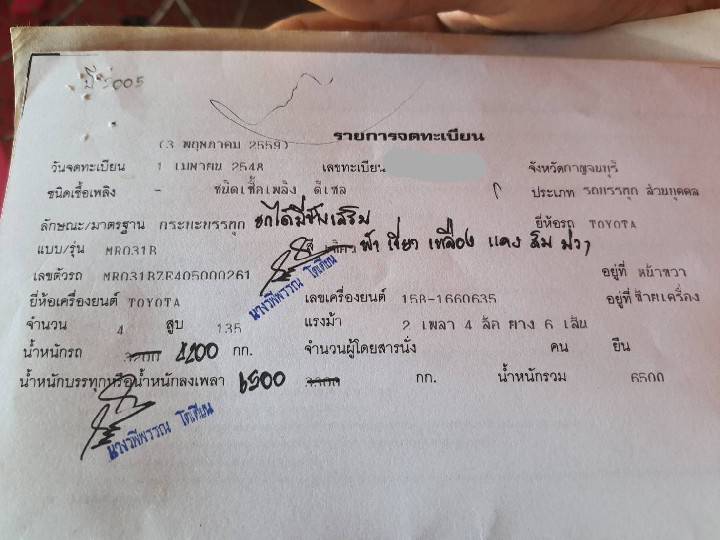 ปี 2005
รายการจดทะเบียน
(3 พฤษภาคม 2559)
วันจดทะเบียน 1 เมษายน 2548 เลขทะเบียน จังหวัดกาญจนบุรี
ชนิดเชื้อเพลิง - ชนิดเชื้อเพลิง ดีเซล ประเภท รถบรรทุก ส่วนบุคคล
ลักษณะ/มาตรฐาน กระบะบรรทุก ยกได้มีข้างเสริม ยี่ห้อรถ TOYOTA
แบบ/รุ่น MR031R สี ฟ้า เขียว เหลือง แดง ส้ม ม่วง
เลขตัวรถ MR031RZE405000261 อยู่ที่ หน้าขวา
ยี่ห้อเครื่องยนต์ TOYOTA เลขเครื่องยนต์ 15B-1660635 อยู่ที่ ซ้ายเครื่อง
จำนวน 4 สูบ 135 แรงม้า 2 เพลา 4 ล้อ ยาง 6 เส้น
น้ำหนักรถ 4200 กก. จำนวนผู้โดยสารนั่ง คน ยืน
น้ำหนักบรรทุกหรือน้ำหนักลงเพลา 6500 กก. น้ำหนักรวม 6500